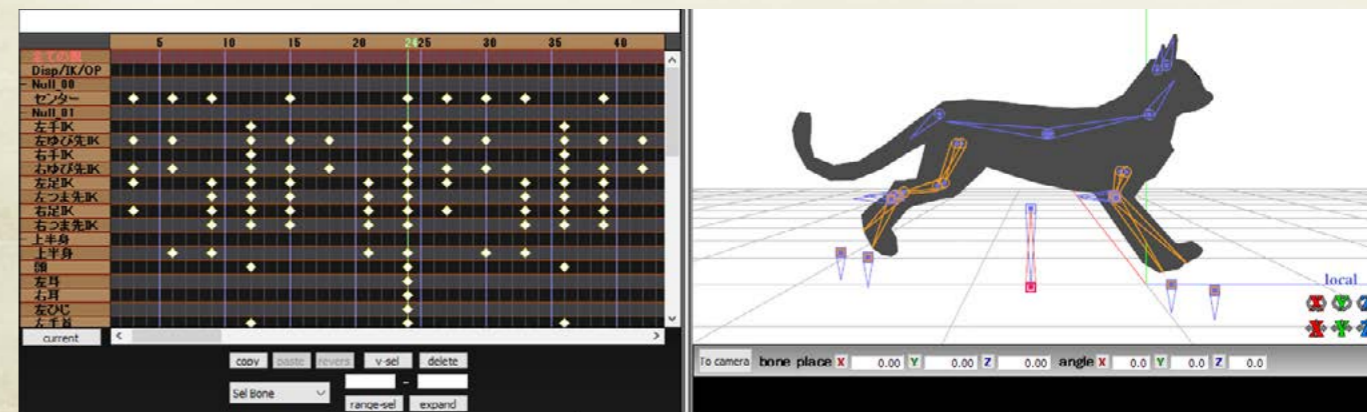 5 10 15 20 2425 30 35 40
全ての親
Disp/IK/OP
Null_00
センター
Null_01
左手IK
左ゆび先IK
右手IK
右ゆび先IK
左足IK
左つま先IK
右足IK
右つま先IK
上半身
上半身
頭
左耳
右耳
左ひじ
左手首
current
copy paste revers v-sel delete
Sel Bone -
range-sel expand
local
X Y Z
X Y Z
To camera bone place X 0.00 Y 0.00 Z 0.00 angle X 0.0 Y 0.0 Z 0.0